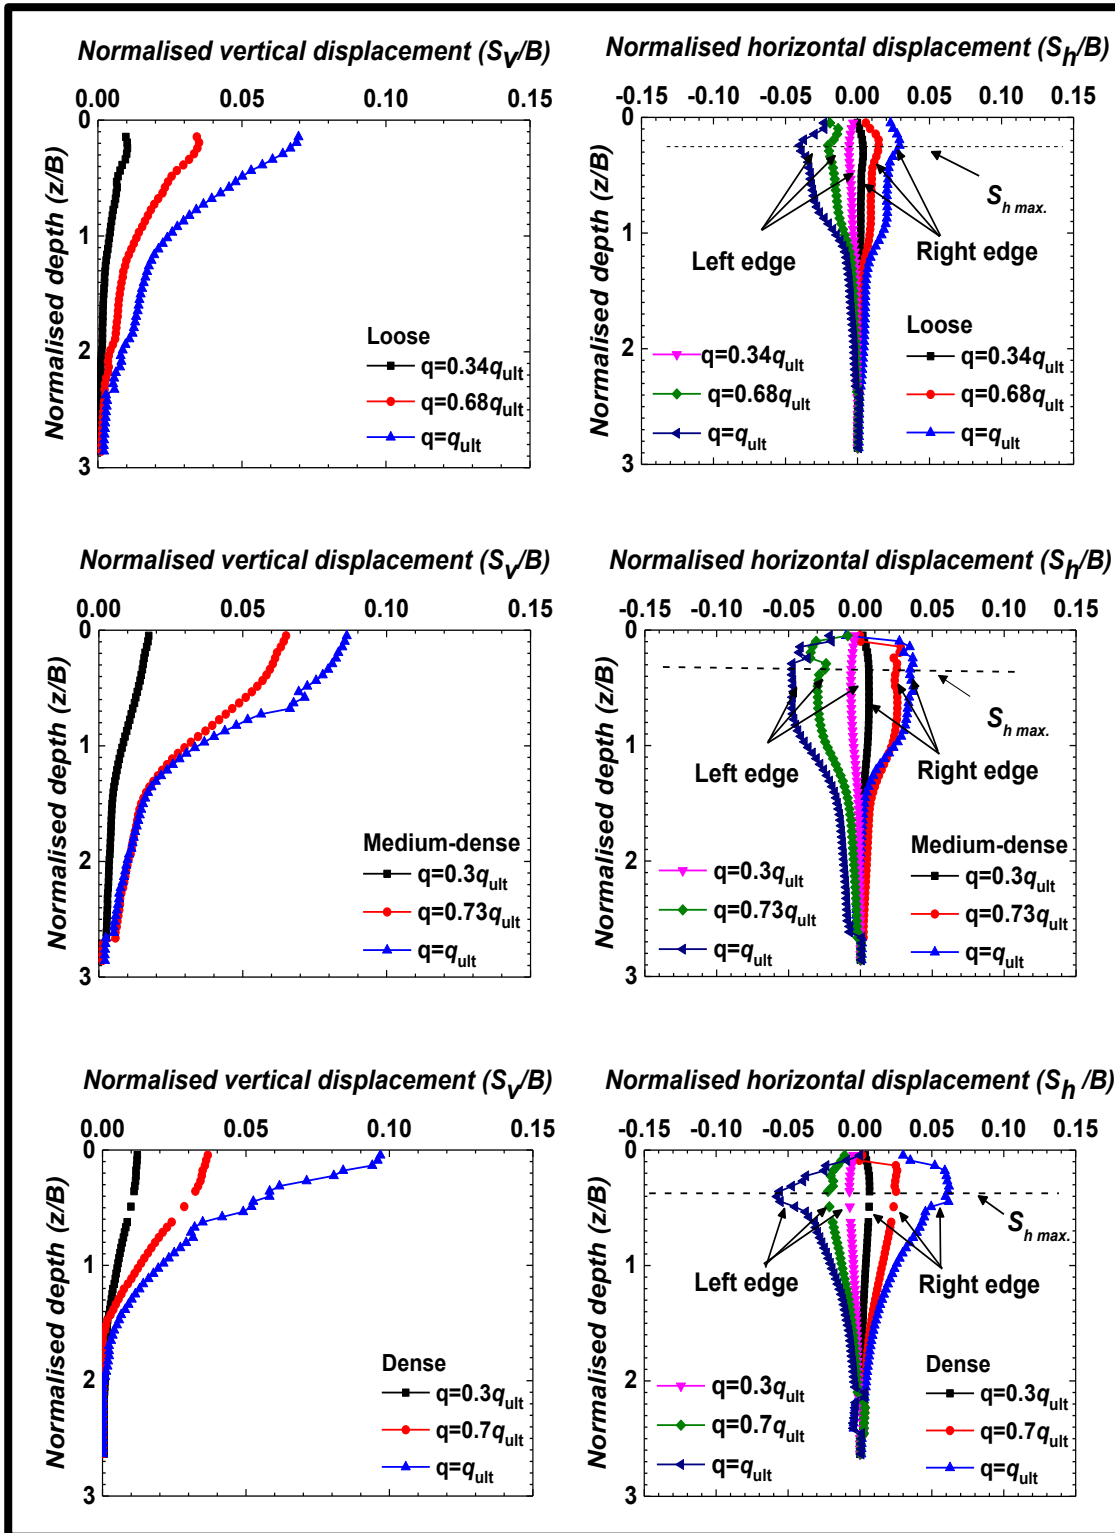 Normalised vertical displacement (Sv/B)
0.00 0.05 0.10 0.15
Normalised depth (z/B)
0
1
2
3
Loose
q=0.34qult
q=0.68qult
q=qult
Normalised horizontal displacement (Sh/B)
-0.15 -0.10 -0.05 0.00 0.05 0.10 0.15
Normalised depth (z/B)
0
1
2
3
Sh max.
Left edge
Right edge
q=0.34qult
q=0.68qult
q=qult
Loose
q=0.34qult
q=0.68qult
q=qult
Normalised vertical displacement (Sv/B)
0.00 0.05 0.10 0.15
Normalised depth (z/B)
0
1
2
3
Medium-dense
q=0.3qult
q=0.73qult
q=qult
Normalised horizontal displacement (Sh/B)
-0.15 -0.10 -0.05 0.00 0.05 0.10 0.15
Normalised depth (z/B)
0
1
2
3
Sh max.
Left edge
Right edge
q=0.3qult
q=0.73qult
q=qult
Medium-dense
q=0.3qult
q=0.73qult
q=qult
Normalised vertical displacement (Sv/B)
0.00 0.05 0.10 0.15
Normalised depth (z/B)
0
1
2
3
Dense
q=0.3qult
q=0.7qult
q=qult
Normalised horizontal displacement (Sh /B)
-0.15 -0.10 -0.05 0.00 0.05 0.10 0.15
Normalised depth (z/B)
0
1
2
3
Sh max.
Left edge
Right edge
q=0.3qult
q=0.7qult
q=qult
Dense
q=0.3qult
q=0.7qult
q=qult